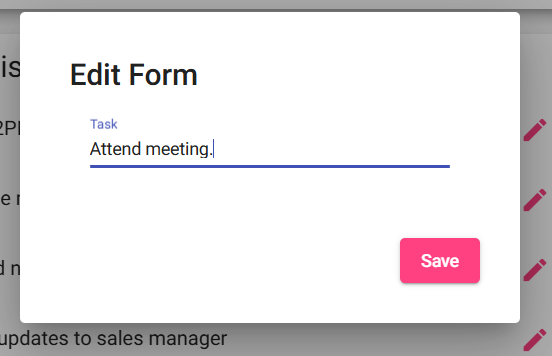 Edit Form
Task
Attend meeting.
Save
updates to sales manager